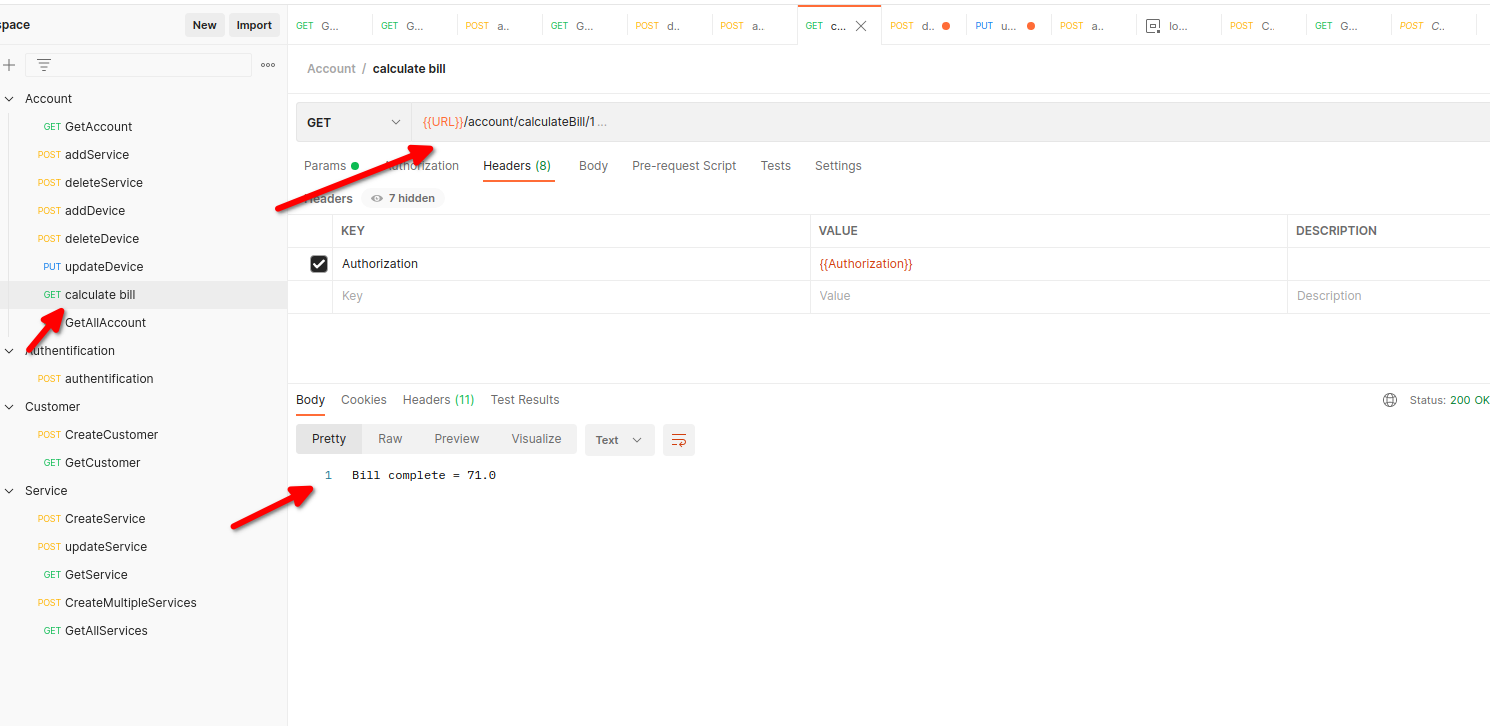 space
New
Import
GET G...
GET G...
POST a..
GET G...
POST d..
POST a..
GET c...
POST d..
PUT u...
POST a..
lo...
POST C..
GET G...
POST C..
Account
GET GetAccount
POST addService
POST deleteService
POST addDevice
POST deleteDevice
PUT updateDevice
GET calculate bill
GetAllAccount
Authentification
POST authentification
Customer
POST CreateCustomer
GET GetCustomer
Service
POST CreateService
POST updateService
GET GetService
POST CreateMultipleServices
GET GetAllServices
Account / calculate bill
GET
{{URL}}/account/calculateBill/1 ...
Params
Authorization
Headers (8)
Body
Pre-request Script
Tests
Settings
Headers
7 hidden
KEY
VALUE
DESCRIPTION
Authorization
{{Authorization}}
Key
Value
Description
Body
Cookies
Headers (11)
Test Results
Status: 200 OK
Pretty
Raw
Preview
Visualize
Text
1 Bill complete = 71.0